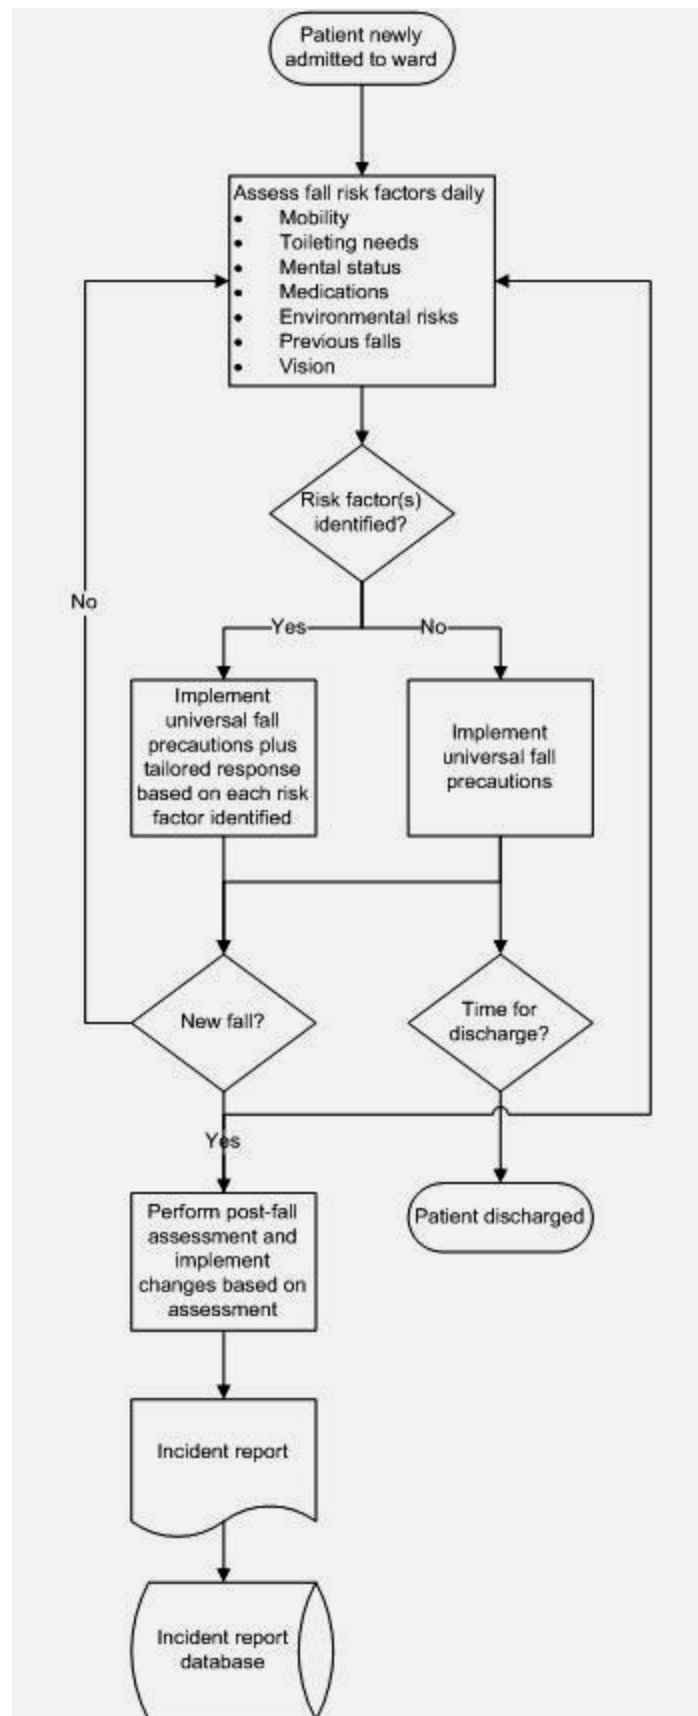 Patient newly
admitted to ward
Assess fall risk factors daily
• Mobility
• Toileting needs
• Mental status
• Medications
• Environmental risks
• Previous falls
• Vision
Risk factor(s)
identified?
No
Yes
No
Implement
universal fall
precautions plus
tailored response
based on each risk
factor identified
Implement
universal fall
precautions
New fall?
Time for
discharge?
Yes
Perform post-fall
assessment and
implement
changes based on
assessment
Patient discharged
Incident report
Incident report
database